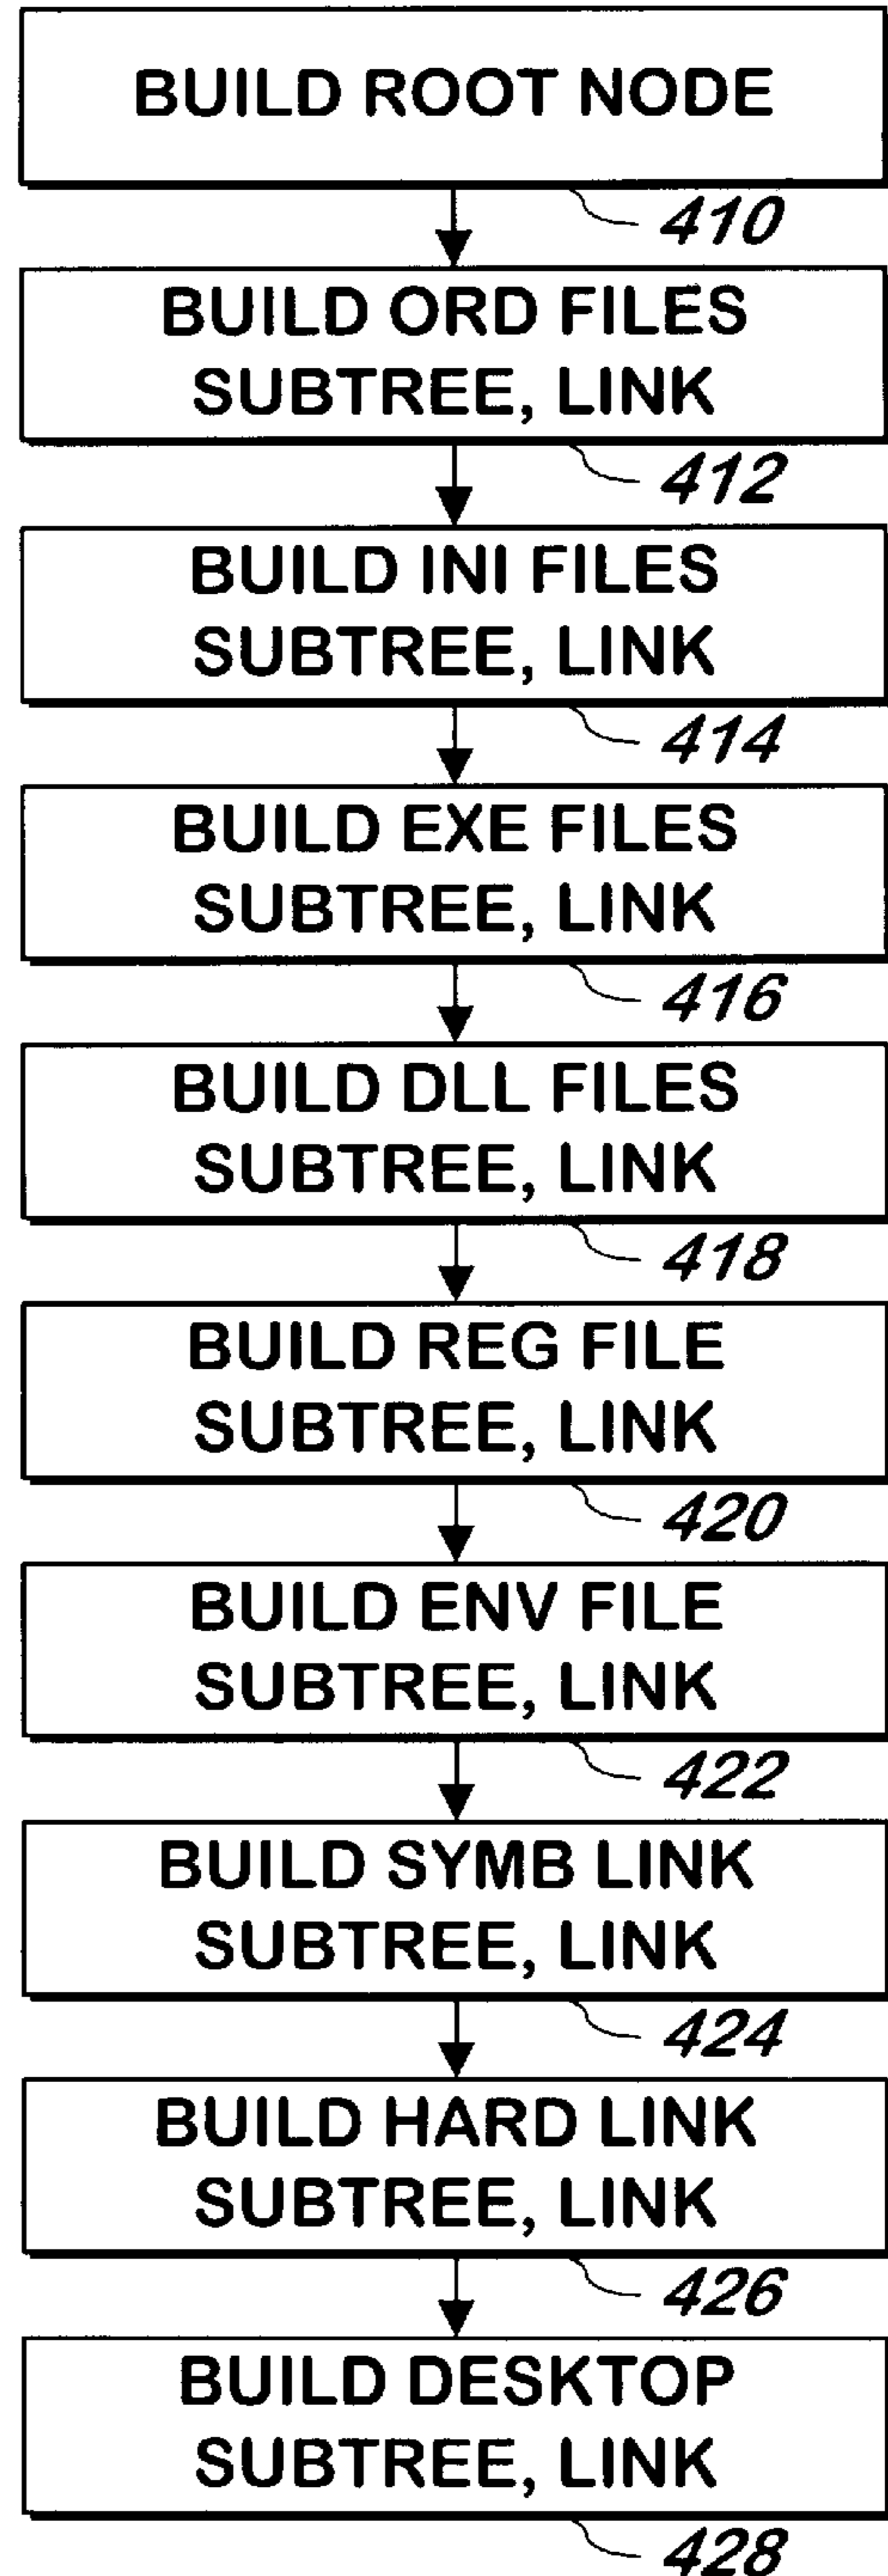 BUILD ROOT NODE
410
BUILD ORD FILES
SUBTREE, LINK
412
BUILD INI FILES
SUBTREE, LINK
414
BUILD EXE FILES
SUBTREE, LINK
416
BUILD DLL FILES
SUBTREE, LINK
418
BUILD REG FILE
SUBTREE, LINK
420
BUILD ENV FILE
SUBTREE, LINK
422
BUILD SYMB LINK
SUBTREE, LINK
424
BUILD HARD LINK
SUBTREE, LINK
426
BUILD DESKTOP
SUBTREE, LINK
428